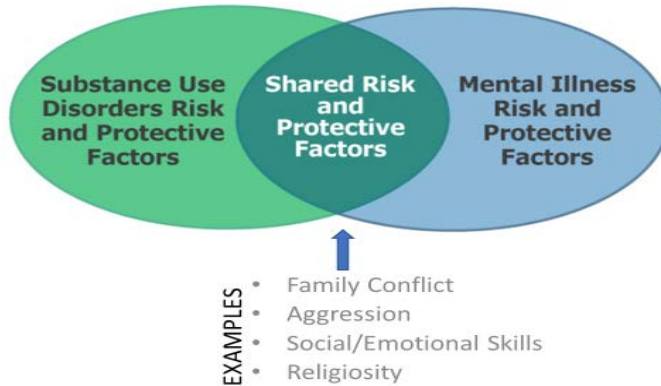 Substance Use
Disorders Risk
and Protective
Factors
Shared Risk
and
Protective
Factors
Mental Illness
Risk and
Protective
Factors
EXAMPLES
• Family Conflict
• Aggression
• Social/Emotional Skills
• Religiosity